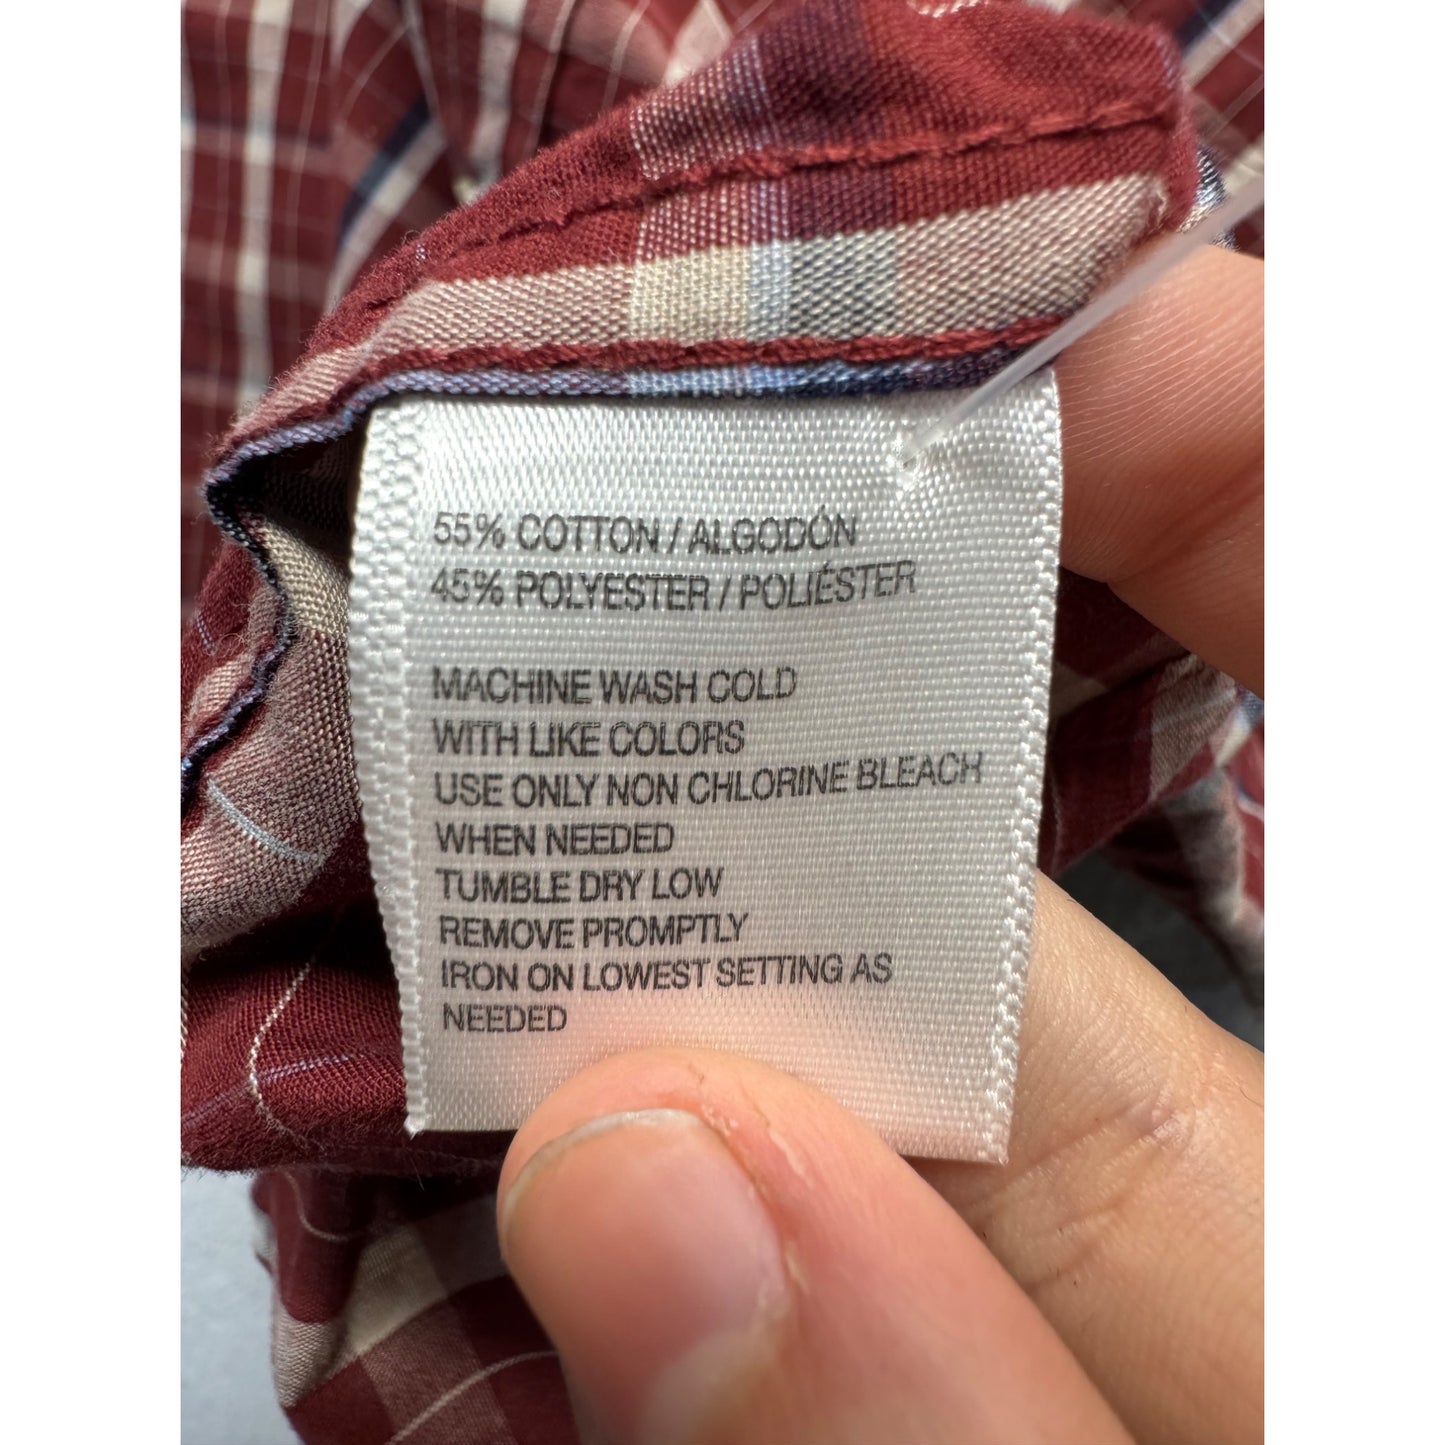 55% COTTON / ALGODÓN
45% POLYESTER / POLIÉSTER
MACHINE WASH COLD
WITH LIKE COLORS
USE ONLY NON CHLORINE BLEACH
WHEN NEEDED
TUMBLE DRY LOW
REMOVE PROMPTLY
IRON ON LOWEST SETTING AS
NEEDED